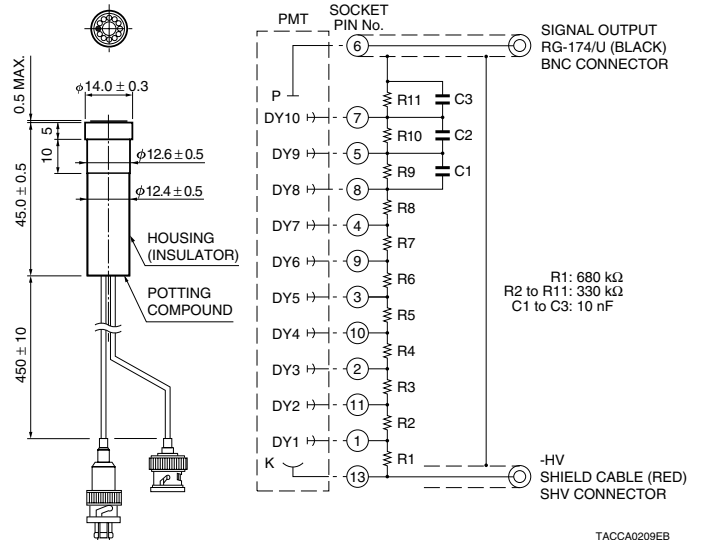 0.5 MAX.
φ14.0 ± 0.3
5
10
φ12.6 ± 0.5
φ12.4 ± 0.5
45.0 ± 0.5
HOUSING
(INSULATOR)
POTTING
COMPOUND
450 ± 10
PMT
SOCKET
PIN No.
6
SIGNAL OUTPUT
RG-174/U (BLACK)
BNC CONNECTOR
P
R11 C3
DY10 7
R10 C2
DY9 5
R9 C1
DY8 8
R8
DY7 4
R7
DY6 9
R6
DY5 3
R5
DY4 10
R4
DY3 2
R3
DY2 11
R2
DY1 1
R1
K 13
R1: 680 kΩ
R2 to R11: 330 kΩ
C1 to C3: 10 nF
-HV
SHIELD CABLE (RED)
SHV CONNECTOR
TACCA0209EB